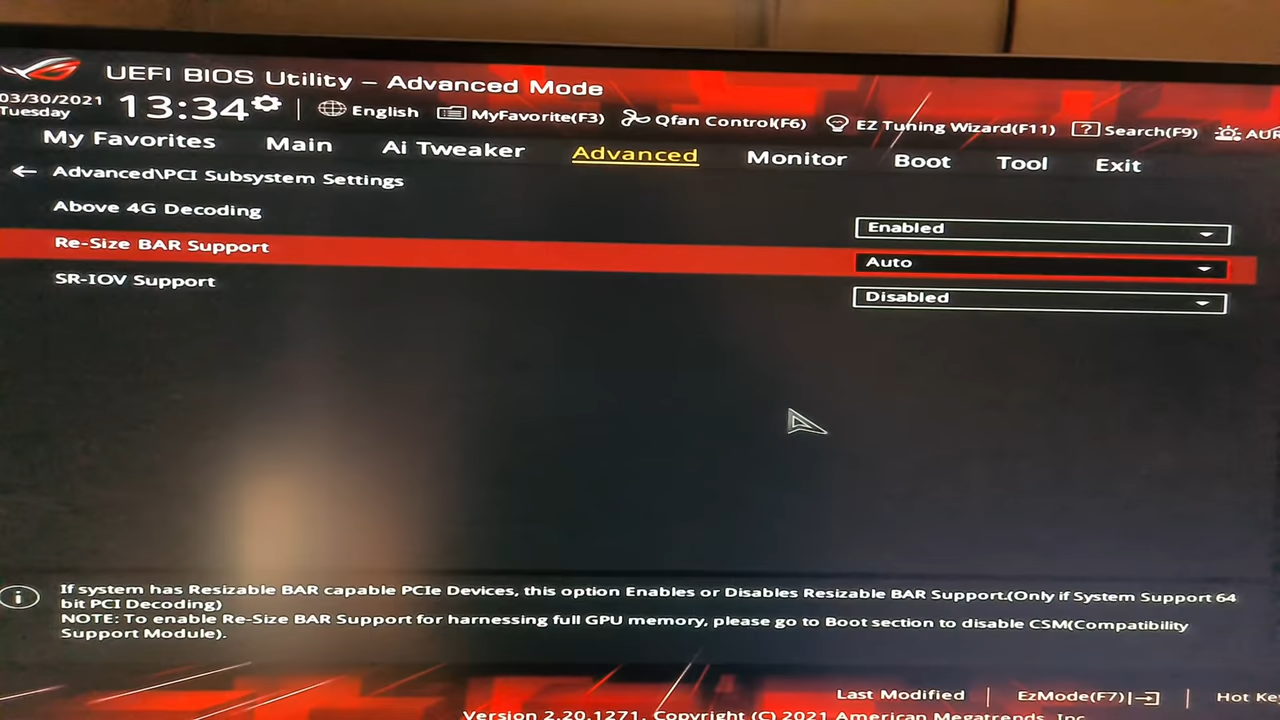 UEFI BIOS Utility – Advanced Mode
03/30/2021
Tuesday
13:34
English
MyFavorite(F3)
Qfan Control(F6)
EZ Tuning Wizard(F11)
?
Search(F9)
AUR
My Favorites
Main
Ai Tweaker
Advanced
Monitor
Boot
Tool
Exit
Advanced\PCI Subsystem Settings
Above 4G Decoding
Enabled
Re-Size BAR Support
Auto
SR-IOV Support
Disabled
If system has Resizable BAR capable PCIe Devices, this option Enables or Disables Resizable BAR Support.(Only if System Support 64
bit PCI Decoding)
NOTE: To enable Re-Size BAR Support for harnessing full GPU memory, please go to Boot section to disable CSM(Compatibility
Support Module).
Last Modified
EzMode(F7)
Hot Ke
Version 2.20.1271. Copyright (C) 2021 American Megatrends, Inc.